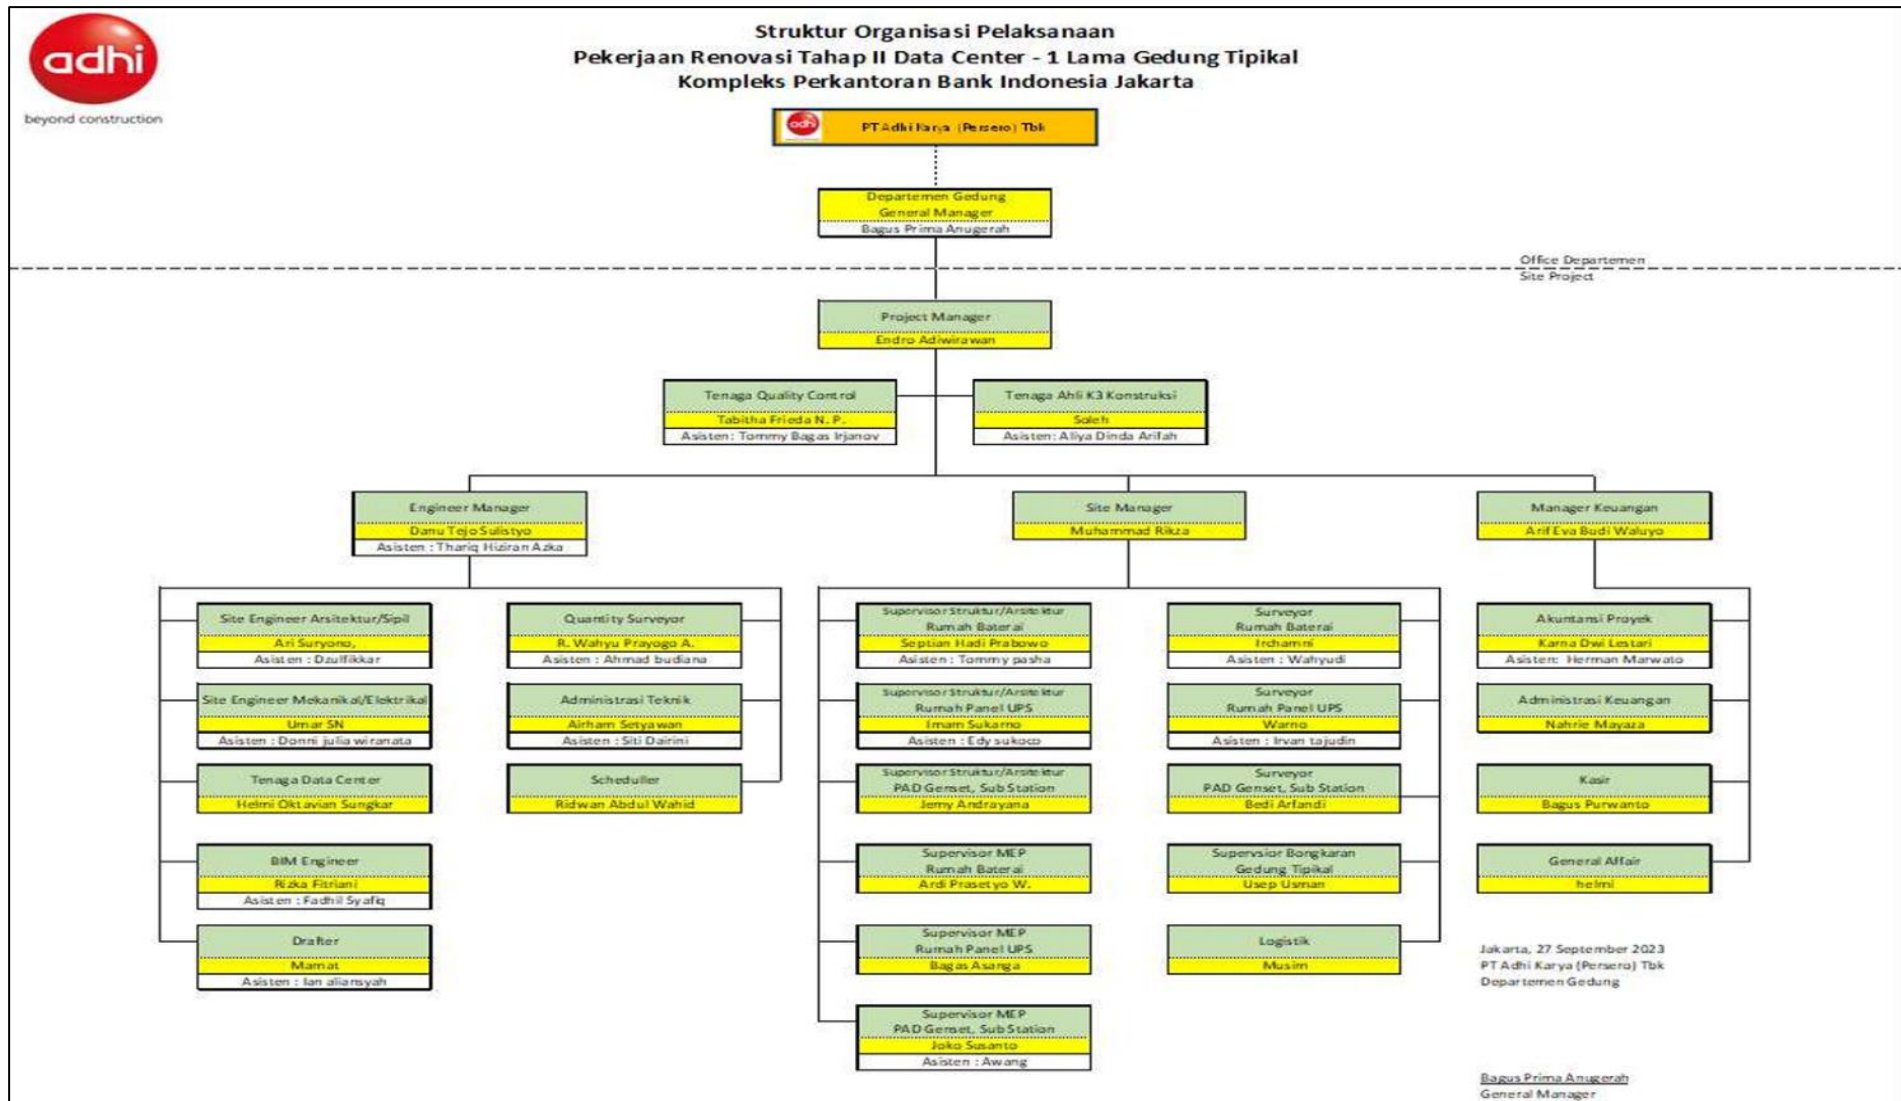 adhi
beyond construction
Struktur Organisasi Pelaksanaan
Pekerjaan Renovasi Tahap II Data Center - 1 Lama Gedung Tipikal
Kompleks Perkantoran Bank Indonesia Jakarta
adhi
PT Adhi Karya (Persero) Tbk
Departemen Gedung
General Manager
Bagus Prima Anugerah
Office Departemen
Site Project
Project Manager
Endro Adiwirawan
Tenaga Quality Control
Tabitha Frieda N. P.
Asisten : Tommy Bagas Irjanov
Tenaga Ahli K3 Konstruksi
Soleh
Asisten: Aliya Dinda Arifah
Engineer Manager
Danu Tejo Sulistyo
Asisten : Thariq Hiziran Azka
Site Manager
Muhammad Rikza
Manager Keuangan
Arif Eva Budi Waluyo
Site Engineer Arsitektur/Sipil
Ari Suryono,
Asisten : Dzulfikkar
Site Engineer Mekanikal/Elektrikal
Umar SN
Asisten : Donni julia wiranata
Tenaga Data Center
Helmi Oktavian Sungkar
BIM Engineer
Rizka Fitriani
Asisten : Fadhil Syafiq
Drafter
Mamat
Asisten : Ian aliansyah
Quantity Surveyor
R. Wahyu Prayogo A.
Asisten : Ahmad budiana
Administrasi Teknik
Airham Setyawan
Asisten : Siti Dairini
Scheduller
Ridwan Abdul Wahid
Supervisor Struktur/Arsitektur
Rumah Baterai
Septian Hadi Prabowo
Asisten : Tommy pasha
Supervisor Struktur/Arsitektur
Rumah Panel UPS
Imam Sukarno
Asisten : Edy sukoco
Supervisor Struktur/Arsitektur
PAD Genset, Sub Station
Jemy Andrayana
Supervisor MEP
Rumah Baterai
Ardi Prasetyo W.
Supervisor MEP
Rumah Panel UPS
Bagas Asanga
Supervisor MEP
PAD Genset, Sub Station
Joko Susanto
Asisten : Awang
Surveyor
Rumah Baterai
Irchamni
Asisten : Wahyudi
Surveyor
Rumah Panel UPS
Warno
Asisten : Irvan tajudin
Surveyor
PAD Genset, Sub Station
Bedi Arfandi
Supervsior Bongkaran
Gedung Tipikal
Usep Usman
Logistik
Musim
Akuntansi Proyek
Karna Dwi Lestari
Asisten: Herman Marwato
Administrasi Keuangan
Nahrie Mayaza
Kasir
Bagus Purwanto
General Affair
helmi
Jakarta, 27 September 2023
PT Adhi Karya (Persero) Tbk
Departemen Gedung
Bagus Prima Anugerah
General Manager